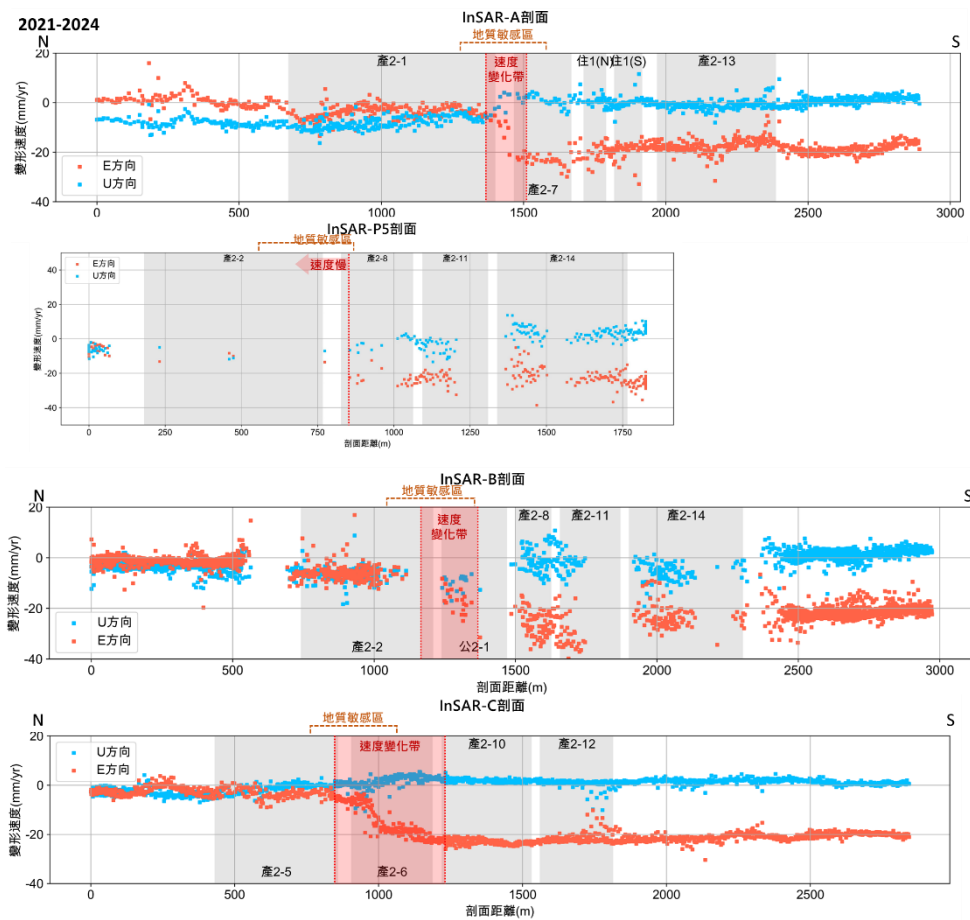 2021-2024
InSAR-A剖面
N
地質敏感區
S
產2-1
速度
變化帶
住1(N)
住1(S)
產2-13
變形速度(mm/yr)
20
0
-20
-40
E方向
U方向
產2-7
0
500
1000
1500
2000
2500
3000
InSAR-P5剖面
地質敏感區
產2-2
速度慢
產2-8
產2-11
產2-14
E方向
U方向
變形速度(mm/yr)
40
20
0
-20
-40
0
250
500
750
1000
1250
1500
1750
剖面距離(m)
InSAR-B剖面
N
地質敏感區
S
速度
變化帶
產2-8
產2-11
產2-14
變形速度(mm/yr)
20
0
-20
-40
U方向
E方向
產2-2
公2-1
0
500
1000
1500
2000
2500
3000
剖面距離(m)
InSAR-C剖面
N
地質敏感區
S
速度變化帶
產2-10
產2-12
U方向
E方向
變形速度(mm/yr)
20
0
-20
-40
產2-5
產2-6
0
500
1000
1500
2000
2500
剖面距離(m)